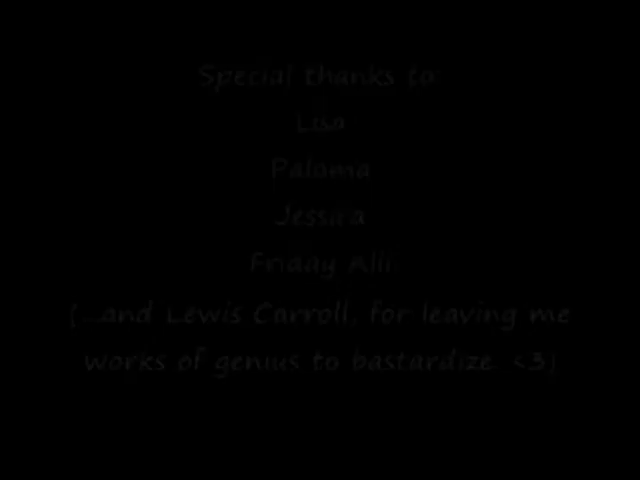 Special thanks to:
Lisa
Paloma
Jessica
Friday Alli
(...and Lewis Carroll, for leaving me
works of genius to bastardize. <3)